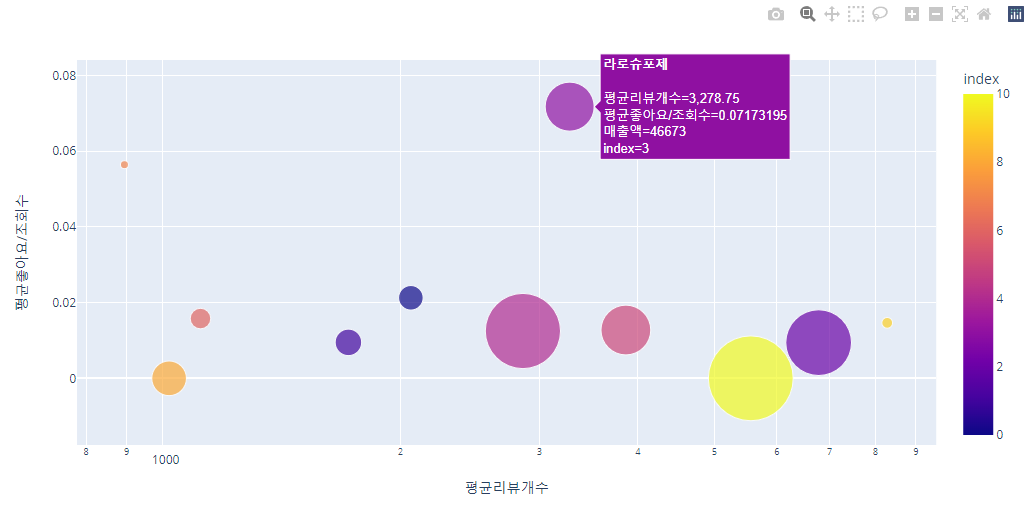 index
0.08
0.06
0.04
0.02
0
평균좋아요/조회수
라로슈포제
평균리뷰개수=3,278.75
평균좋아요/조회수=0.07173195
매출액=46673
index=3
10
8
6
4
2
0
8 9 1000 2 3 4 5 6 7 8 9
평균리뷰개수